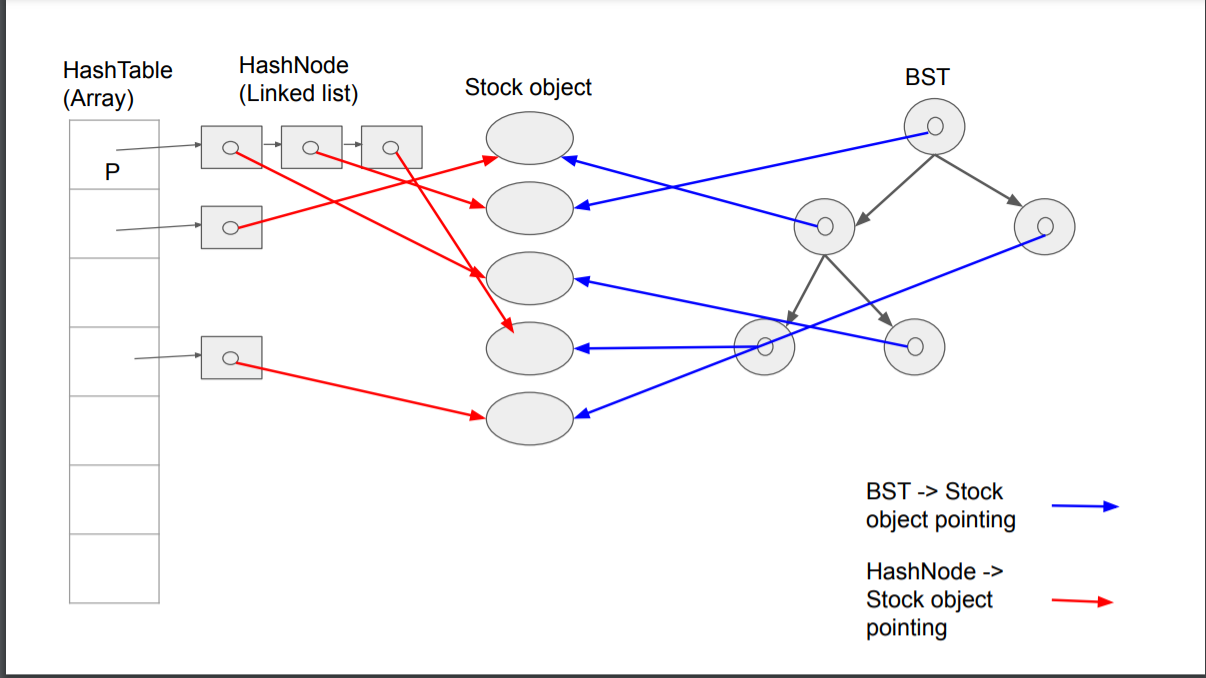 HashTable
(Array)
HashNode
(Linked list)
Stock object
BST
P
BST -> Stock
object pointing
HashNode ->
Stock object
pointing